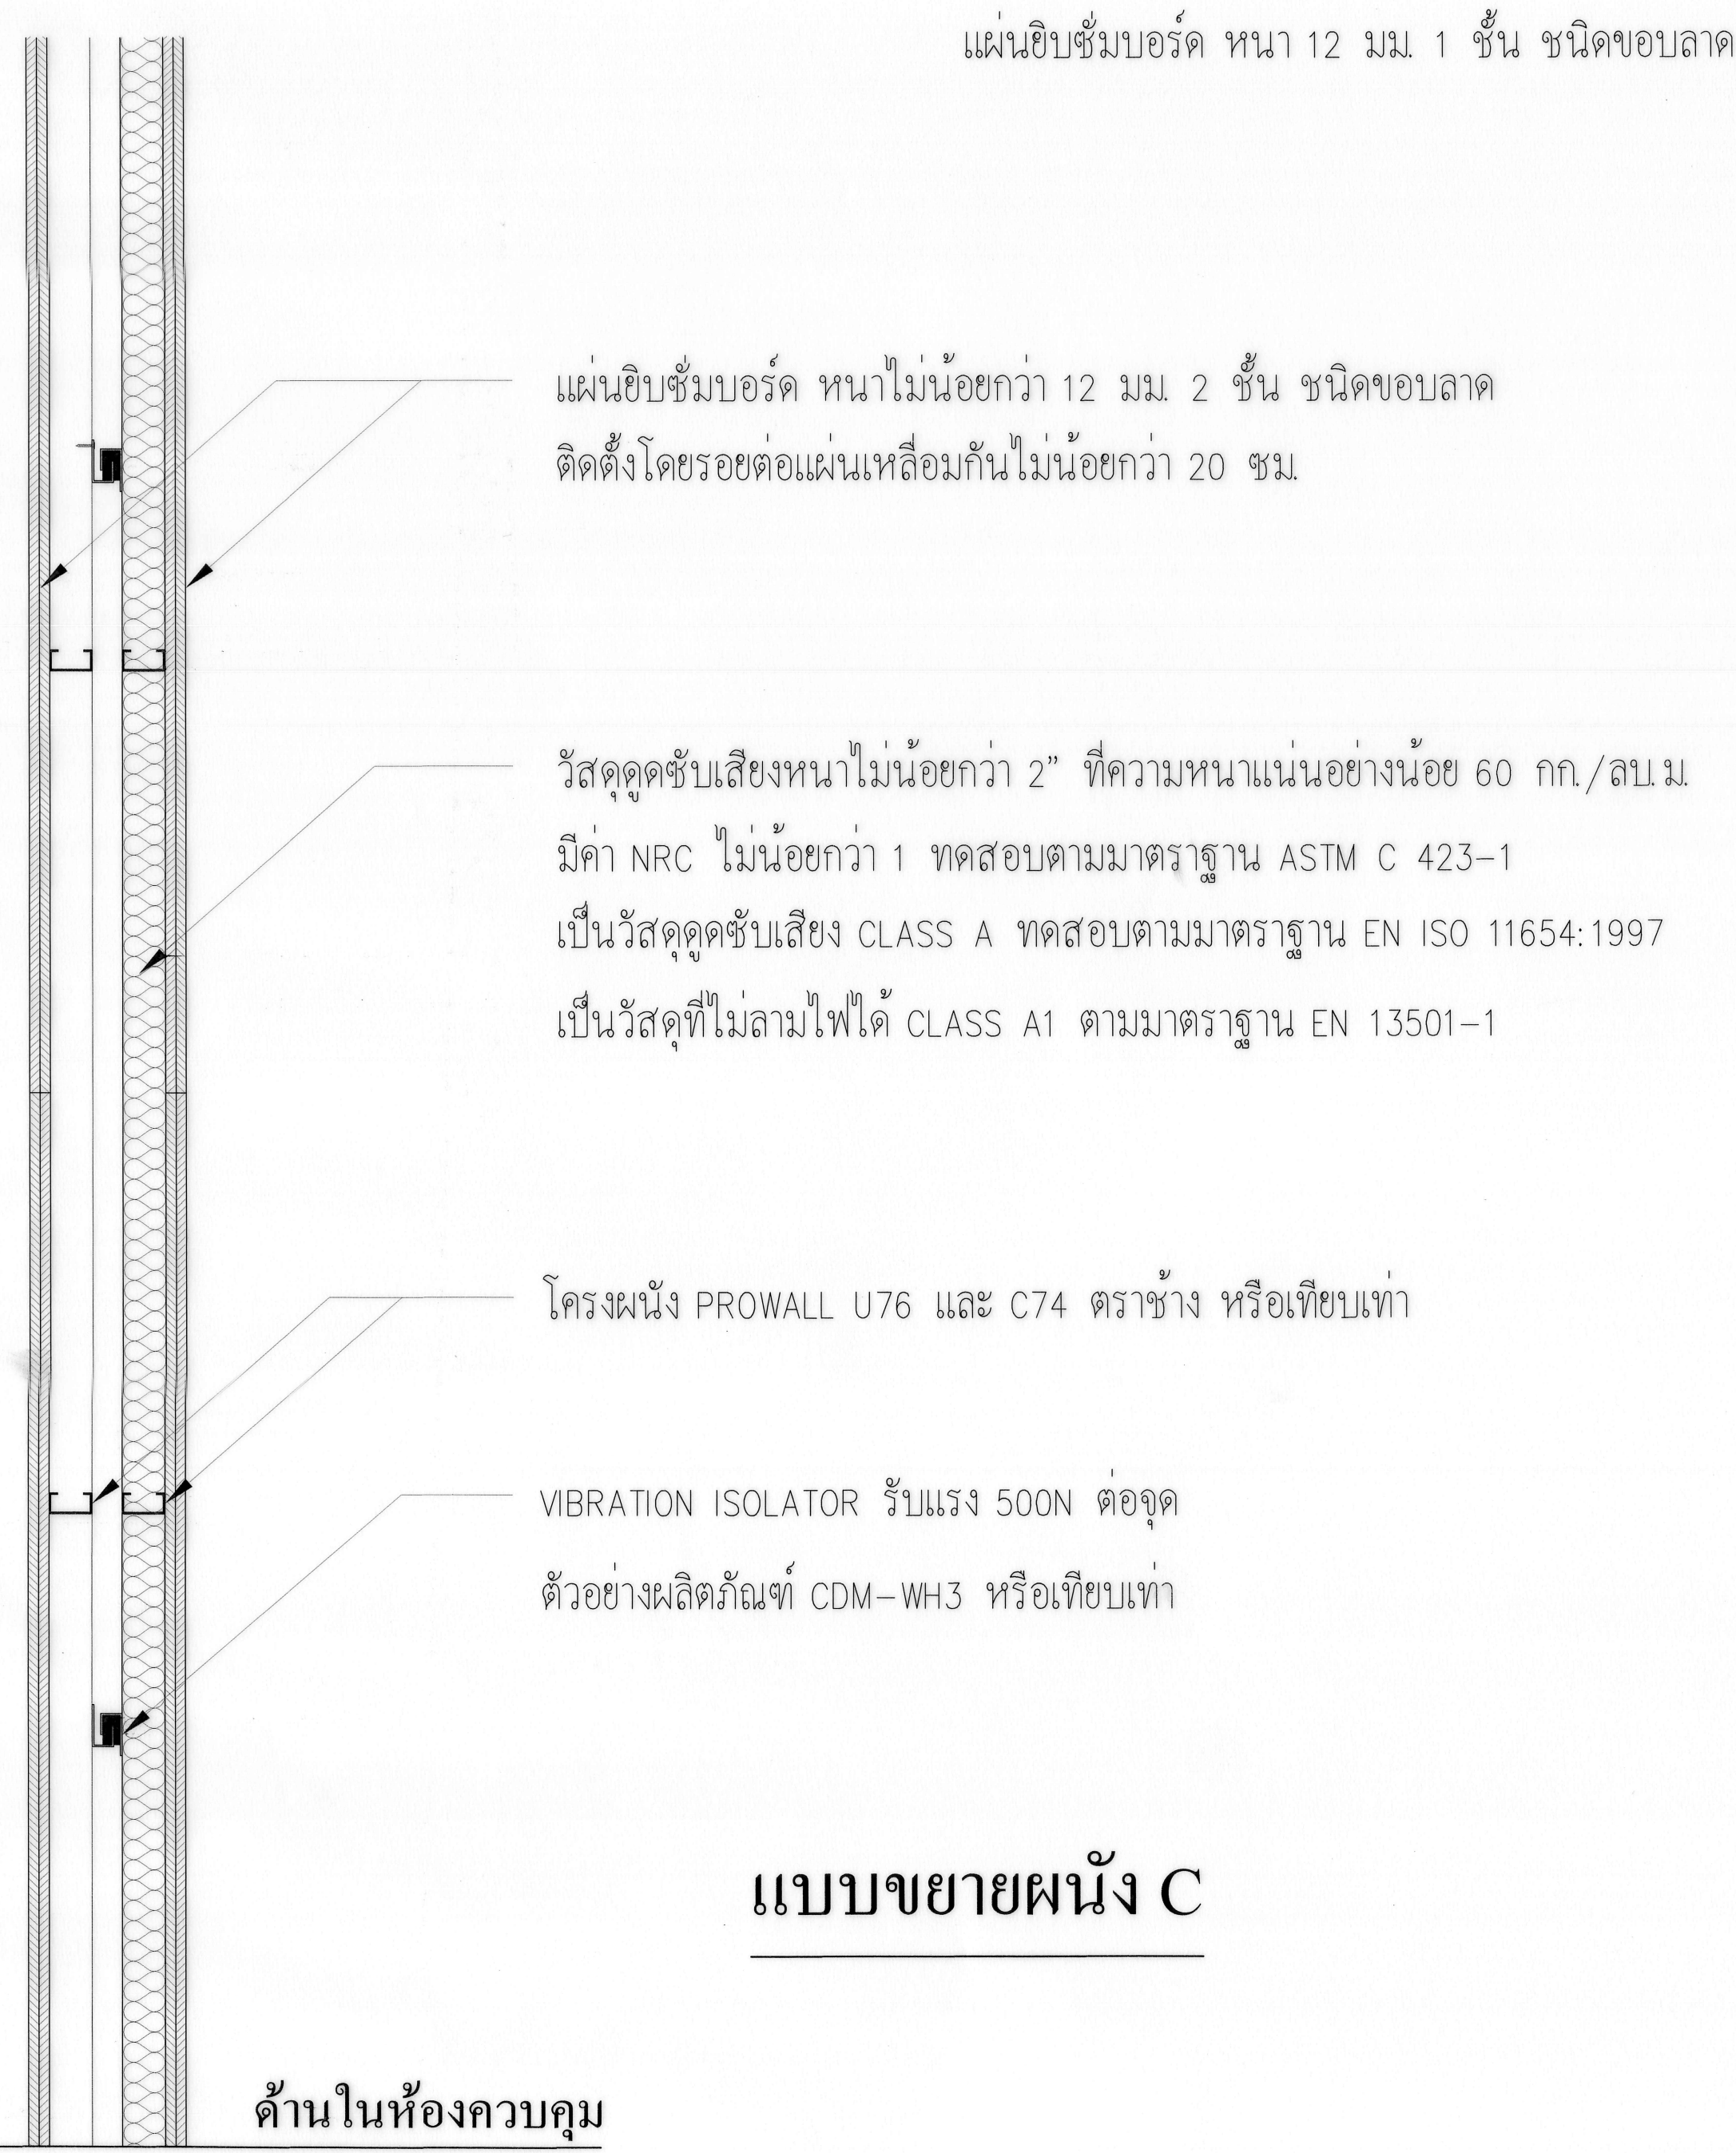 แผ่นยิบซั่มบอร์ด หนา 12 มม. 1 ชั้น ชนิดขอบลาด
แผ่นยิบซั่มบอร์ด หนาไม่น้อยกว่า 12 มม. 2 ชั้น ชนิดขอบลาด
ติดตั้งโดยรอยต่อแผ่นเหลื่อมกันไม่น้อยกว่า 20 ซม.
วัสดุดูดซับเสียงหนาไม่น้อยกว่า 2" ที่ความหนาแน่นอย่างน้อย 60 กก./ลบ.ม.
มีค่า NRC ไม่น้อยกว่า 1 ทดสอบตามมาตราฐาน ASTM C 423-1
เป็นวัสดุดูดซับเสียง CLASS A ทดสอบตามมาตราฐาน EN ISO 11654:1997
เป็นวัสดุที่ไม่ลามไฟได้ CLASS A1 ตามมาตราฐาน EN 13501-1
โครงผนัง PROWALL U76 และ C74 ตราช้าง หรือเทียบเท่า
VIBRATION ISOLATOR รับแรง 500N ต่อจุด
ตัวอย่างผลิตภัณฑ์ CDM-WH3 หรือเทียบเท่า
แบบขยายผนัง C
ด้านในห้องควบคุม